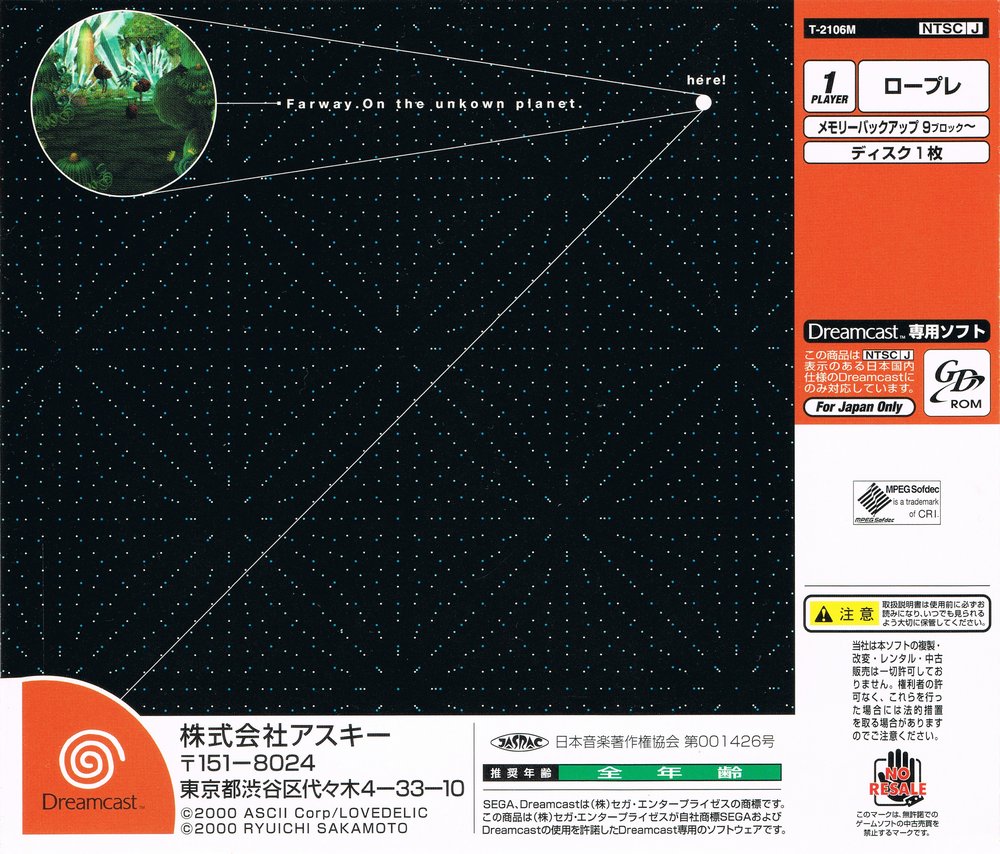 here!
Farway.On the unkown planet.
T-2106M
NTSC J
1
PLAYER
ロープレ
メモリーバックアップ 9ブロック〜
ディスク1枚
Dreamcast™ 専用ソフト
この商品は NTSC J
表示のある日本国内
仕様のDreamcastに
のみ対応しています。
For Japan Only
GD
ROM
MPEG Sofdec
is a trademark
of CRI.
MPEG Sofdec
注意
取扱説明書は使用前に必ずお
読みになり、いつでも見られる
よう大切に保管してください。
当社は本ソフトの複製・
改変・レンタル・中古
販売は一切許可してお
りません。権利者の許
可なく、これらを行っ
た場合には法的措置
を取る場合があります
のでご注意ください。
NO
RESALE
このマークは、無許諾での
ゲームソフトの中古売買を
禁止するマークです。
Dreamcast™
株式会社アスキー
〒151-8024
東京都渋谷区代々木4-33-10
©2000 ASCII Corp/LOVEDELIC
©2000 RYUICHI SAKAMOTO
JASRAC 日本音楽著作権協会 第001426号
推奨年齢 全年齢
SEGA、Dreamcastは(株)セガ・エンタープライゼスの商標です。
この商品は(株)セガ・エンタープライゼスが自社商標SEGAおよび
Dreamcastの使用を許諾したDreamcast専用のソフトウェアです。